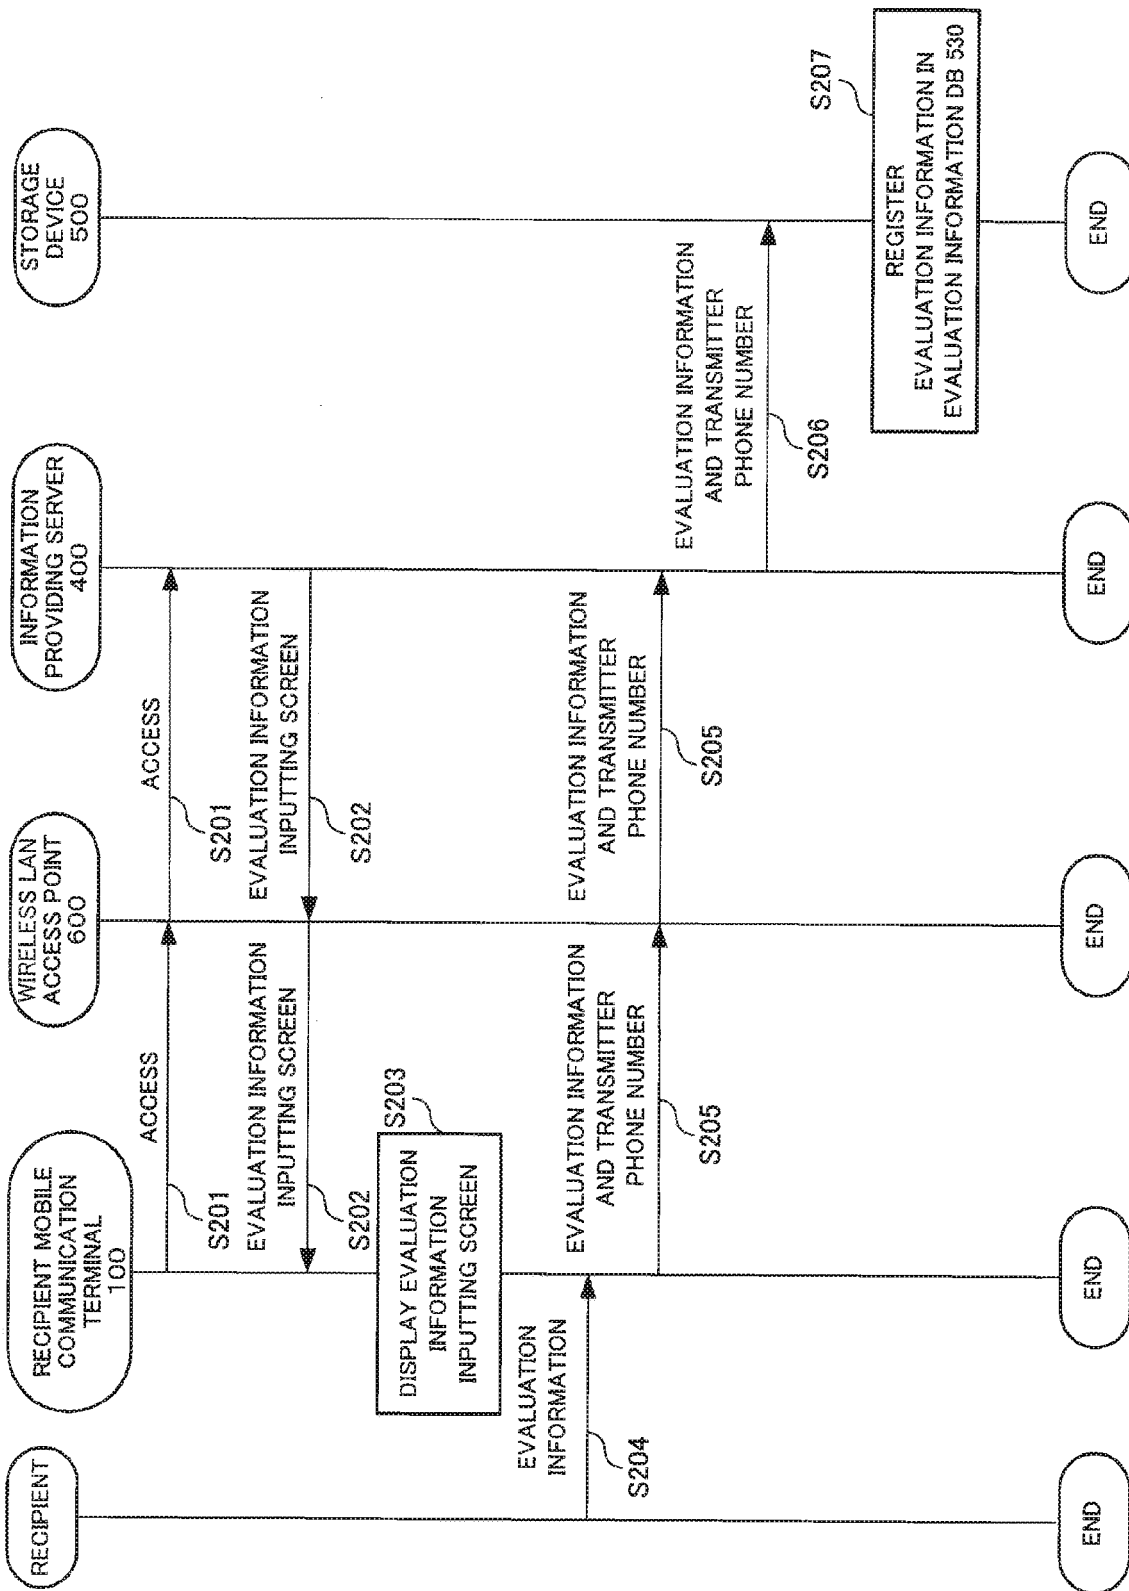 RECIPIENT
RECIPIENT MOBILE
COMMUNICATION
TERMINAL
100
WIRELESS LAN
ACCESS POINT
600
INFORMATION
PROVIDING SERVER
400
STORAGE
DEVICE
500
ACCESS
S201
ACCESS
S201
EVALUATION INFORMATION
INPUTTING SCREEN
S202
EVALUATION INFORMATION
INPUTTING SCREEN
S202
S203
DISPLAY EVALUATION
INFORMATION
INPUTTING SCREEN
EVALUATION
INFORMATION
S204
EVALUATION INFORMATION
AND TRANSMITTER
PHONE NUMBER
S205
EVALUATION INFORMATION
AND TRANSMITTER
PHONE NUMBER
S205
EVALUATION INFORMATION
AND TRANSMITTER
PHONE NUMBER
S206
S207
REGISTER
EVALUATION INFORMATION IN
EVALUATION INFORMATION DB 530
END
END
END
END
END